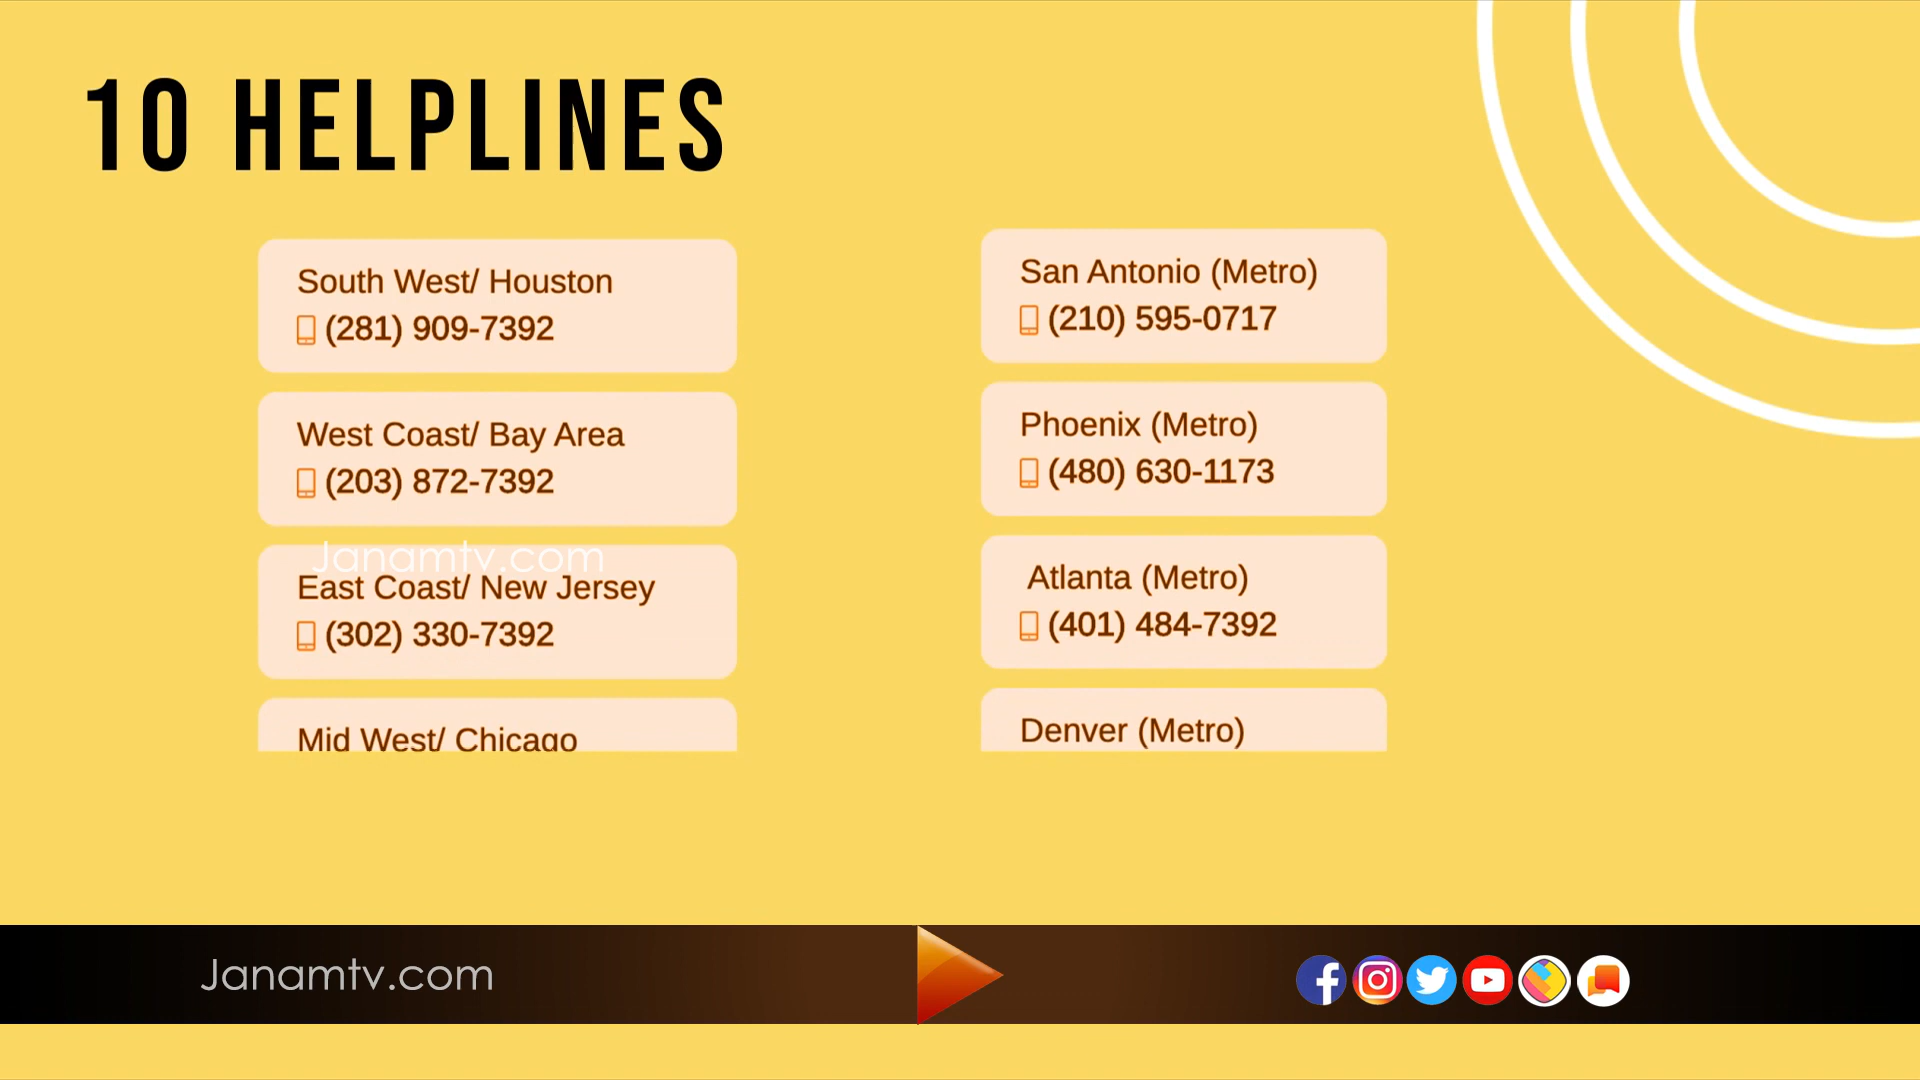 10 HELPLINES
South West/ Houston
(281) 909-7392
West Coast/ Bay Area
(203) 872-7392
Janamtv.com
East Coast/ New Jersey
(302) 330-7392
Mid West/ Chicago
San Antonio (Metro)
(210) 595-0717
Phoenix (Metro)
(480) 630-1173
Atlanta (Metro)
(401) 484-7392
Denver (Metro)
Janamtv.com